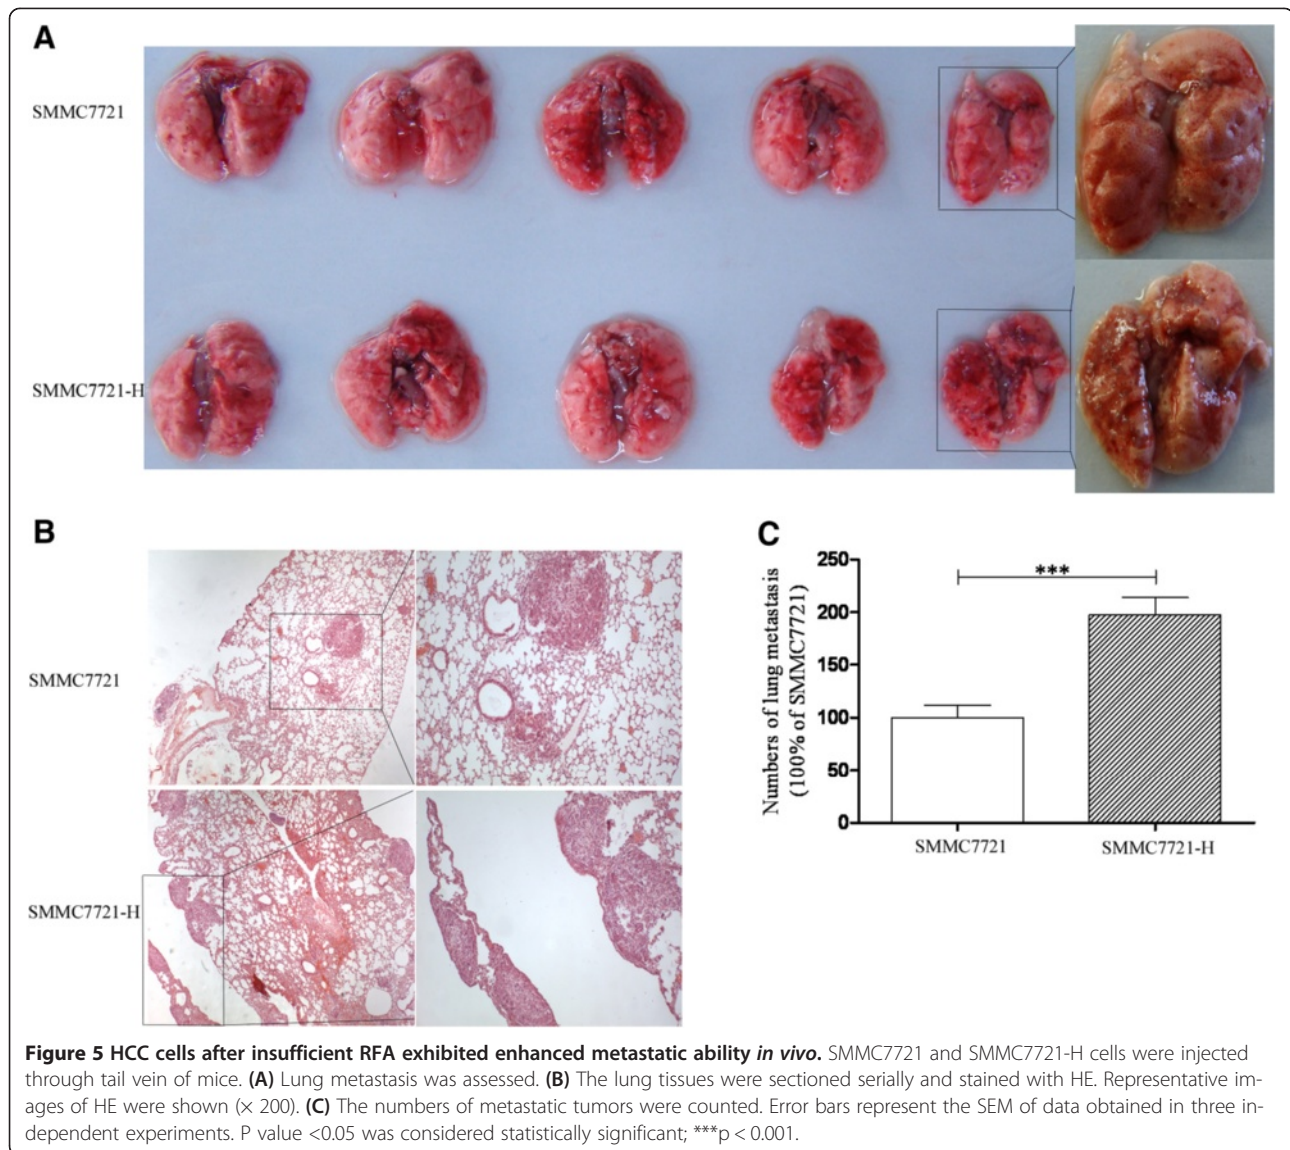 A
SMMC7721
SMMC7721-H
B
SMMC7721
SMMC7721-H
C
Numbers of lung metastasis
(100% of SMMC7721)
250
200
150
100
50
0
***
SMMC7721
SMMC7721-H
Figure 5 HCC cells after insufficient RFA exhibited enhanced metastatic ability in vivo. SMMC7721 and SMMC7721-H cells were injected
through tail vein of mice. (A) Lung metastasis was assessed. (B) The lung tissues were sectioned serially and stained with HE. Representative im-
ages of HE were shown (× 200). (C) The numbers of metastatic tumors were counted. Error bars represent the SEM of data obtained in three in-
dependent experiments. P value <0.05 was considered statistically significant; ***p < 0.001.